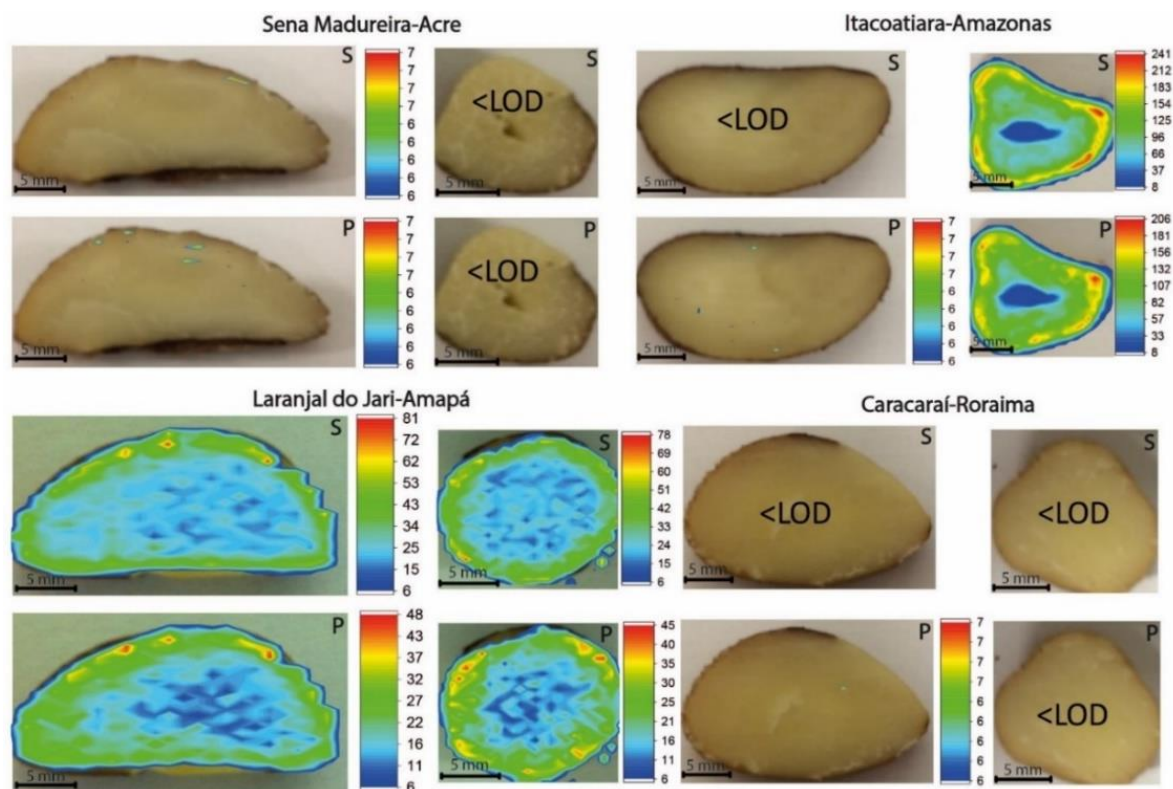 Sena Madureira-Acre
S
5 mm
7
7
7
7
6
6
6
6
6
S
<LOD
5 mm
P
5 mm
7
7
7
7
6
6
6
6
6
P
<LOD
5 mm
Itacoatiara-Amazonas
S
<LOD
5 mm
241
212
183
154
125
96
66
37
8
S
5 mm
P
5 mm
7
7
7
7
6
6
6
6
6
206
181
156
132
107
82
57
33
8
P
5 mm
Laranjal do Jari-Amapá
S
5 mm
81
72
62
53
43
34
25
15
6
S
5 mm
78
69
60
51
42
33
24
15
6
P
5 mm
48
43
37
32
27
22
16
11
6
P
5 mm
45
40
35
30
25
16
11
6
Caracaraí-Roraima
S
<LOD
5 mm
S
<LOD
5 mm
P
5 mm
7
7
7
7
6
6
6
6
6
P
<LOD
5 mm